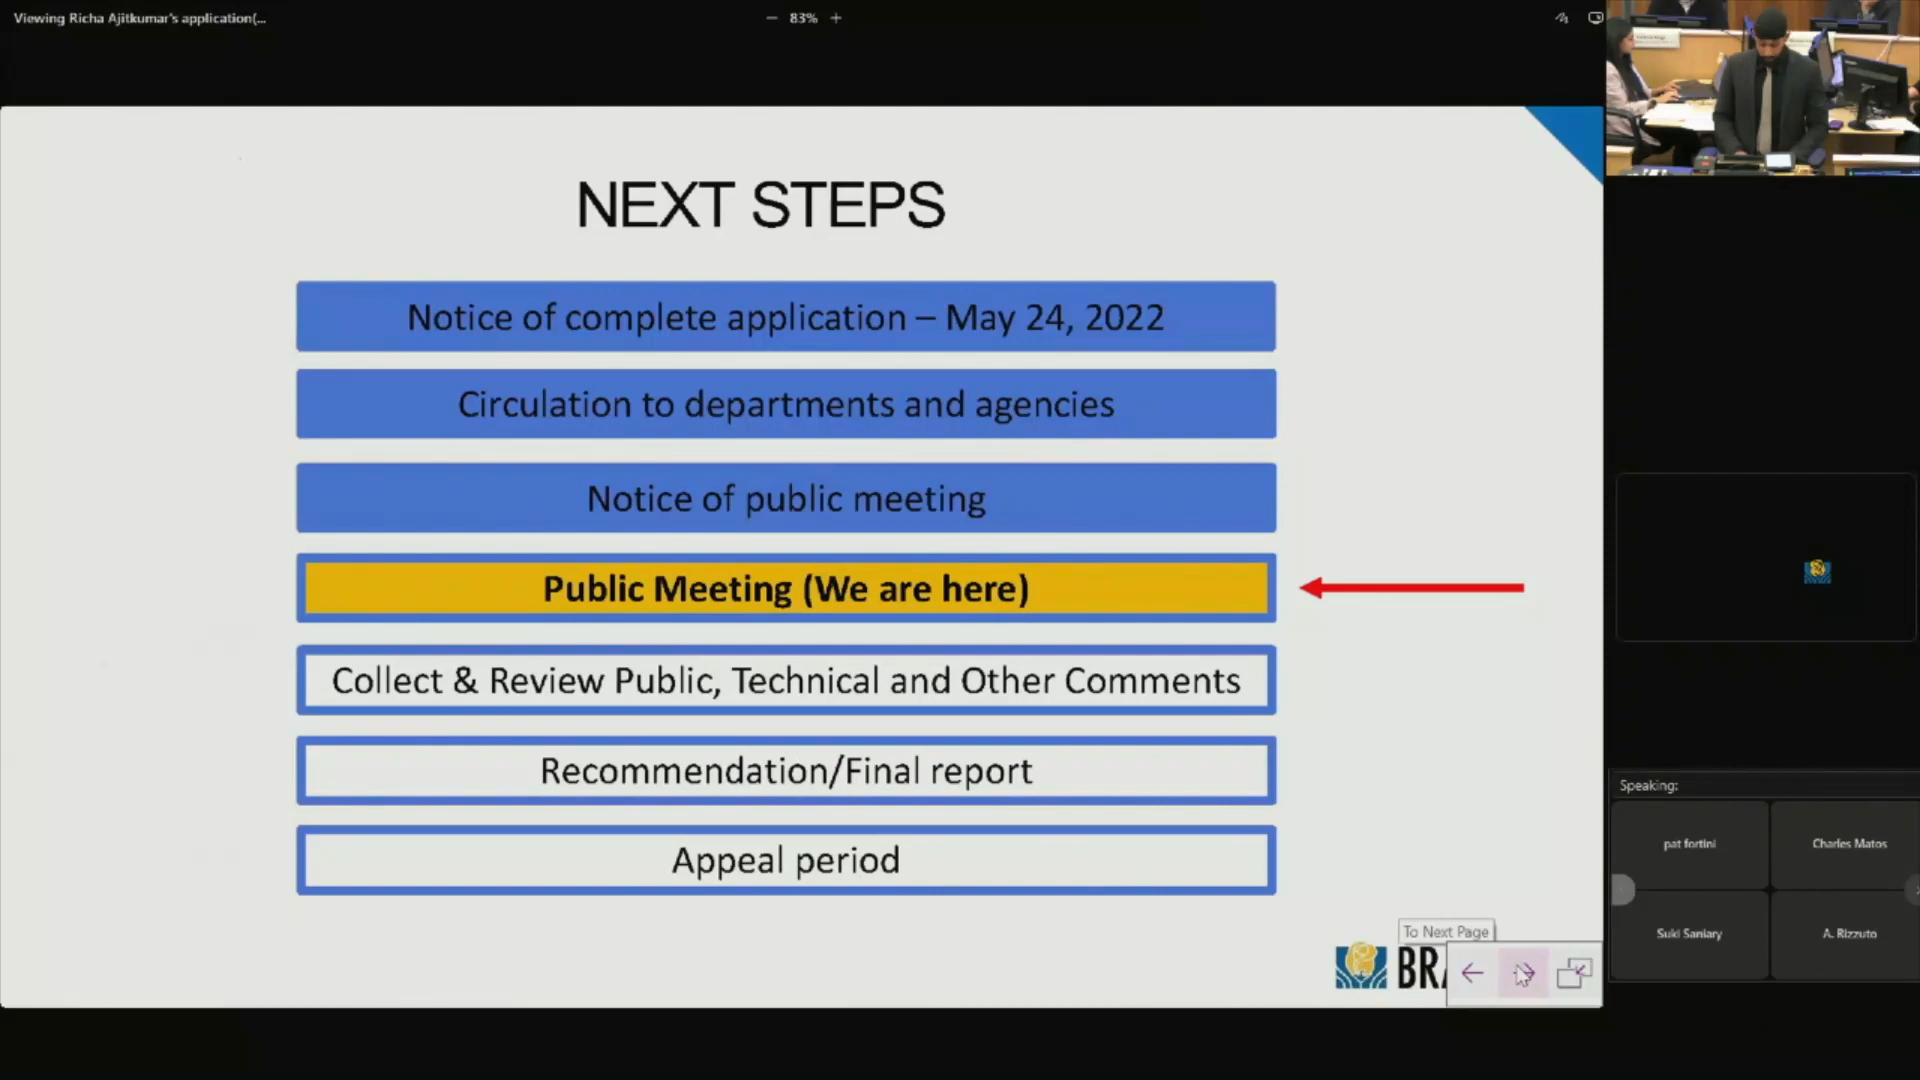 Viewing Richa Ajitkumar's application(...
83%
NEXT STEPS
Notice of complete application – May 24, 2022
Circulation to departments and agencies
Notice of public meeting
Public Meeting (We are here)
Collect & Review Public, Technical and Other Comments
Recommendation/Final report
Appeal period
To Next Page
BRA
Speaking:
pat fortini
Charles Matos
Suki Saniary
A. Rizzuto